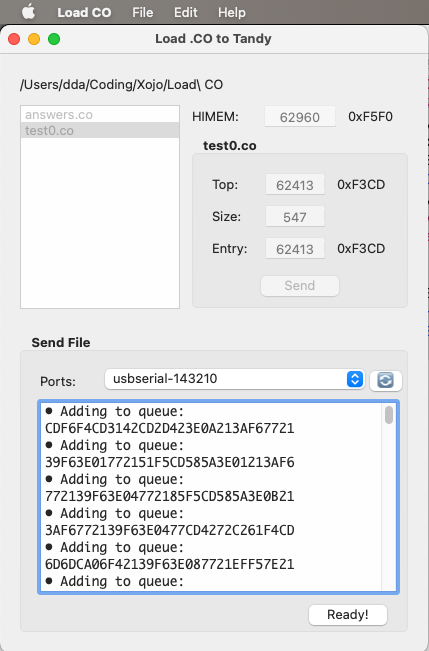 Load CO File Edit Help
Load .CO to Tandy
/Users/dda/Coding/Xojo/Load\ CO
answers.co
test0.co
HIMEM: 62960 0xF5F0
test0.co
Top: 62413 0xF3CD
Size: 547
Entry: 62413 0xF3CD
Send
Send File
Ports: usbserial-143210
• Adding to queue:
CDF6F4CD3142CD2D423E0A213AF67721
• Adding to queue:
39F63E01772151F5CD585A3E01213AF6
• Adding to queue:
772139F63E04772185F5CD585A3E0B21
• Adding to queue:
3AF6772139F63E0477CD4272C261F4CD
• Adding to queue:
6D6DCA06F42139F63E087721EFF57E21
• Adding to queue:
Ready!